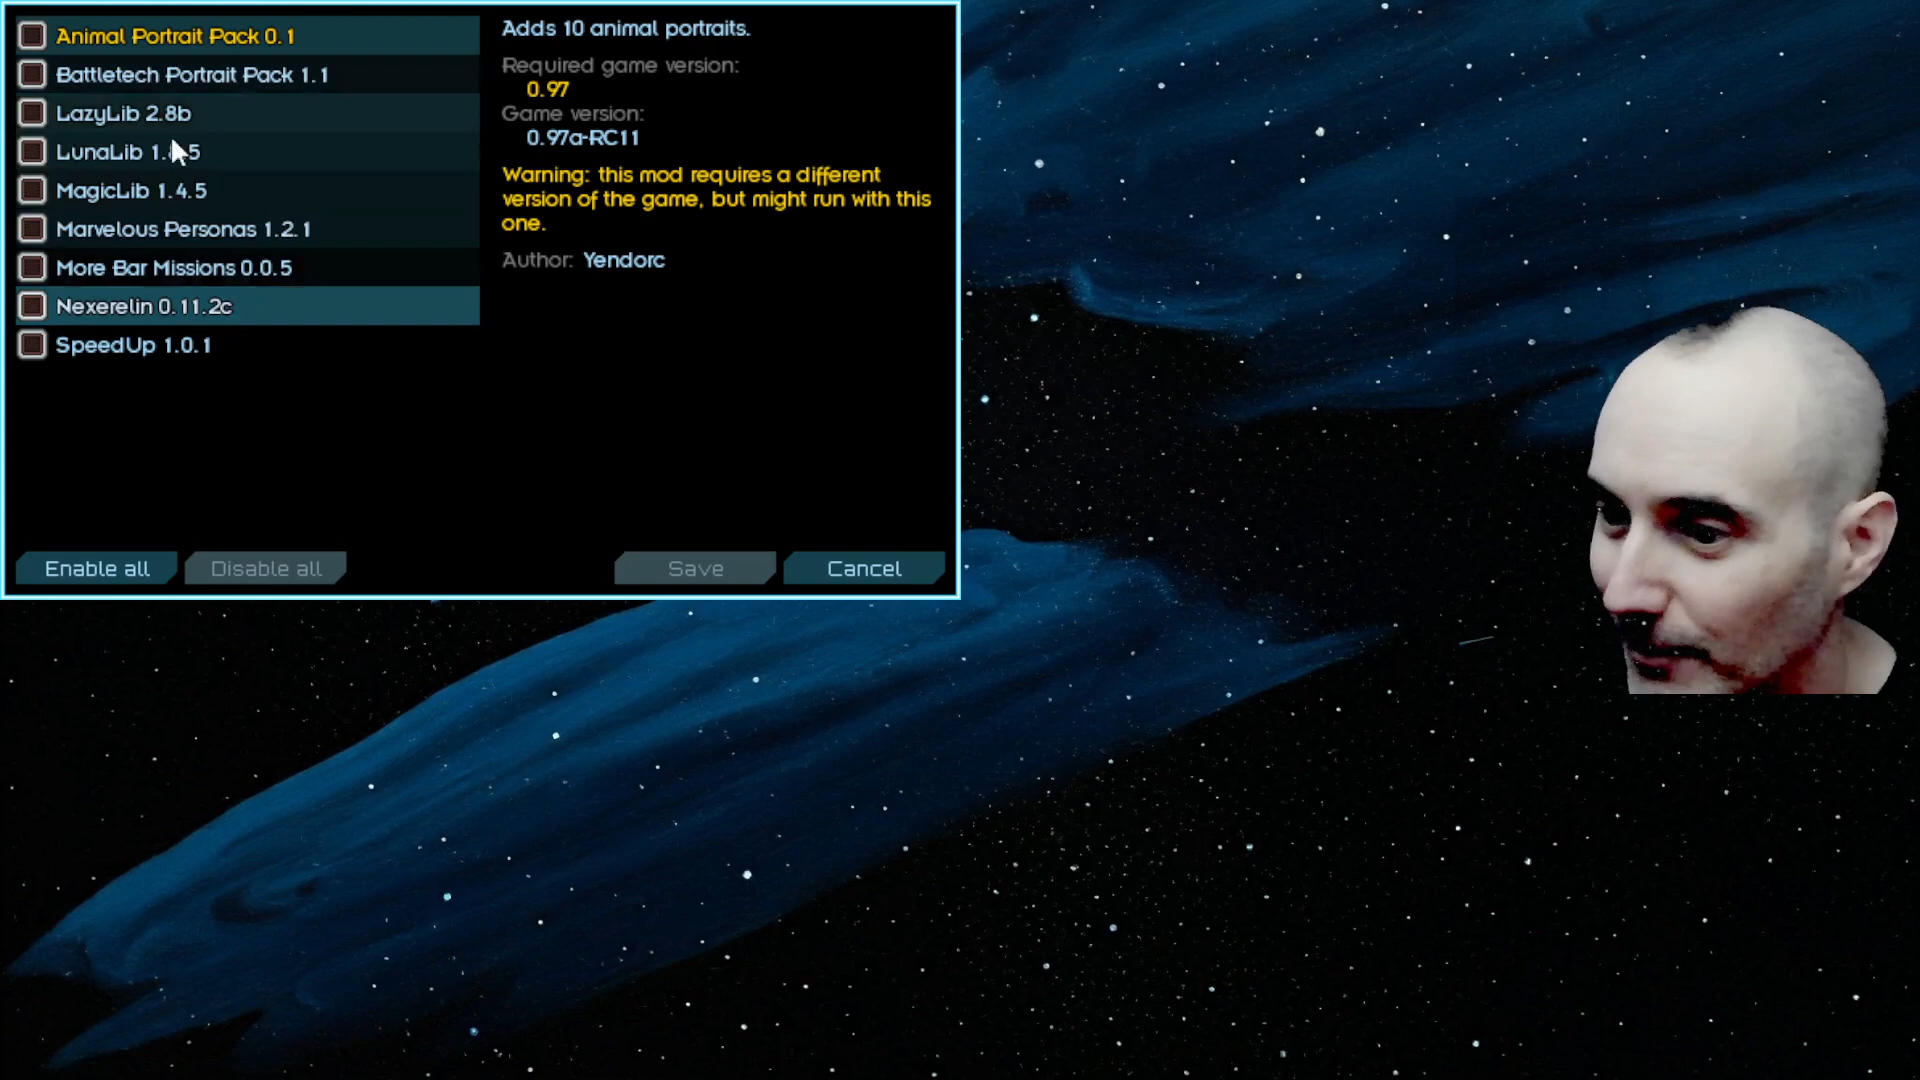 Animal Portrait Pack 0.1
Battletech Portrait Pack 1.1
LazyLib 2.8b
LunaLib
MagicLib 1.4.5
Marvelous Personas 1.2.1
More Bar Missions 0.0.5
Nexerelin 0.11.2c
SpeedUp 1.0.1
Adds 10 animal portraits.
Required game version:
0.97
Game version:
0.97a-RC11
Warning: this mod requires a different
version of the game, but might run with this
one.
Author: Yendorc
Enable all
Disable all
Save
Cancel